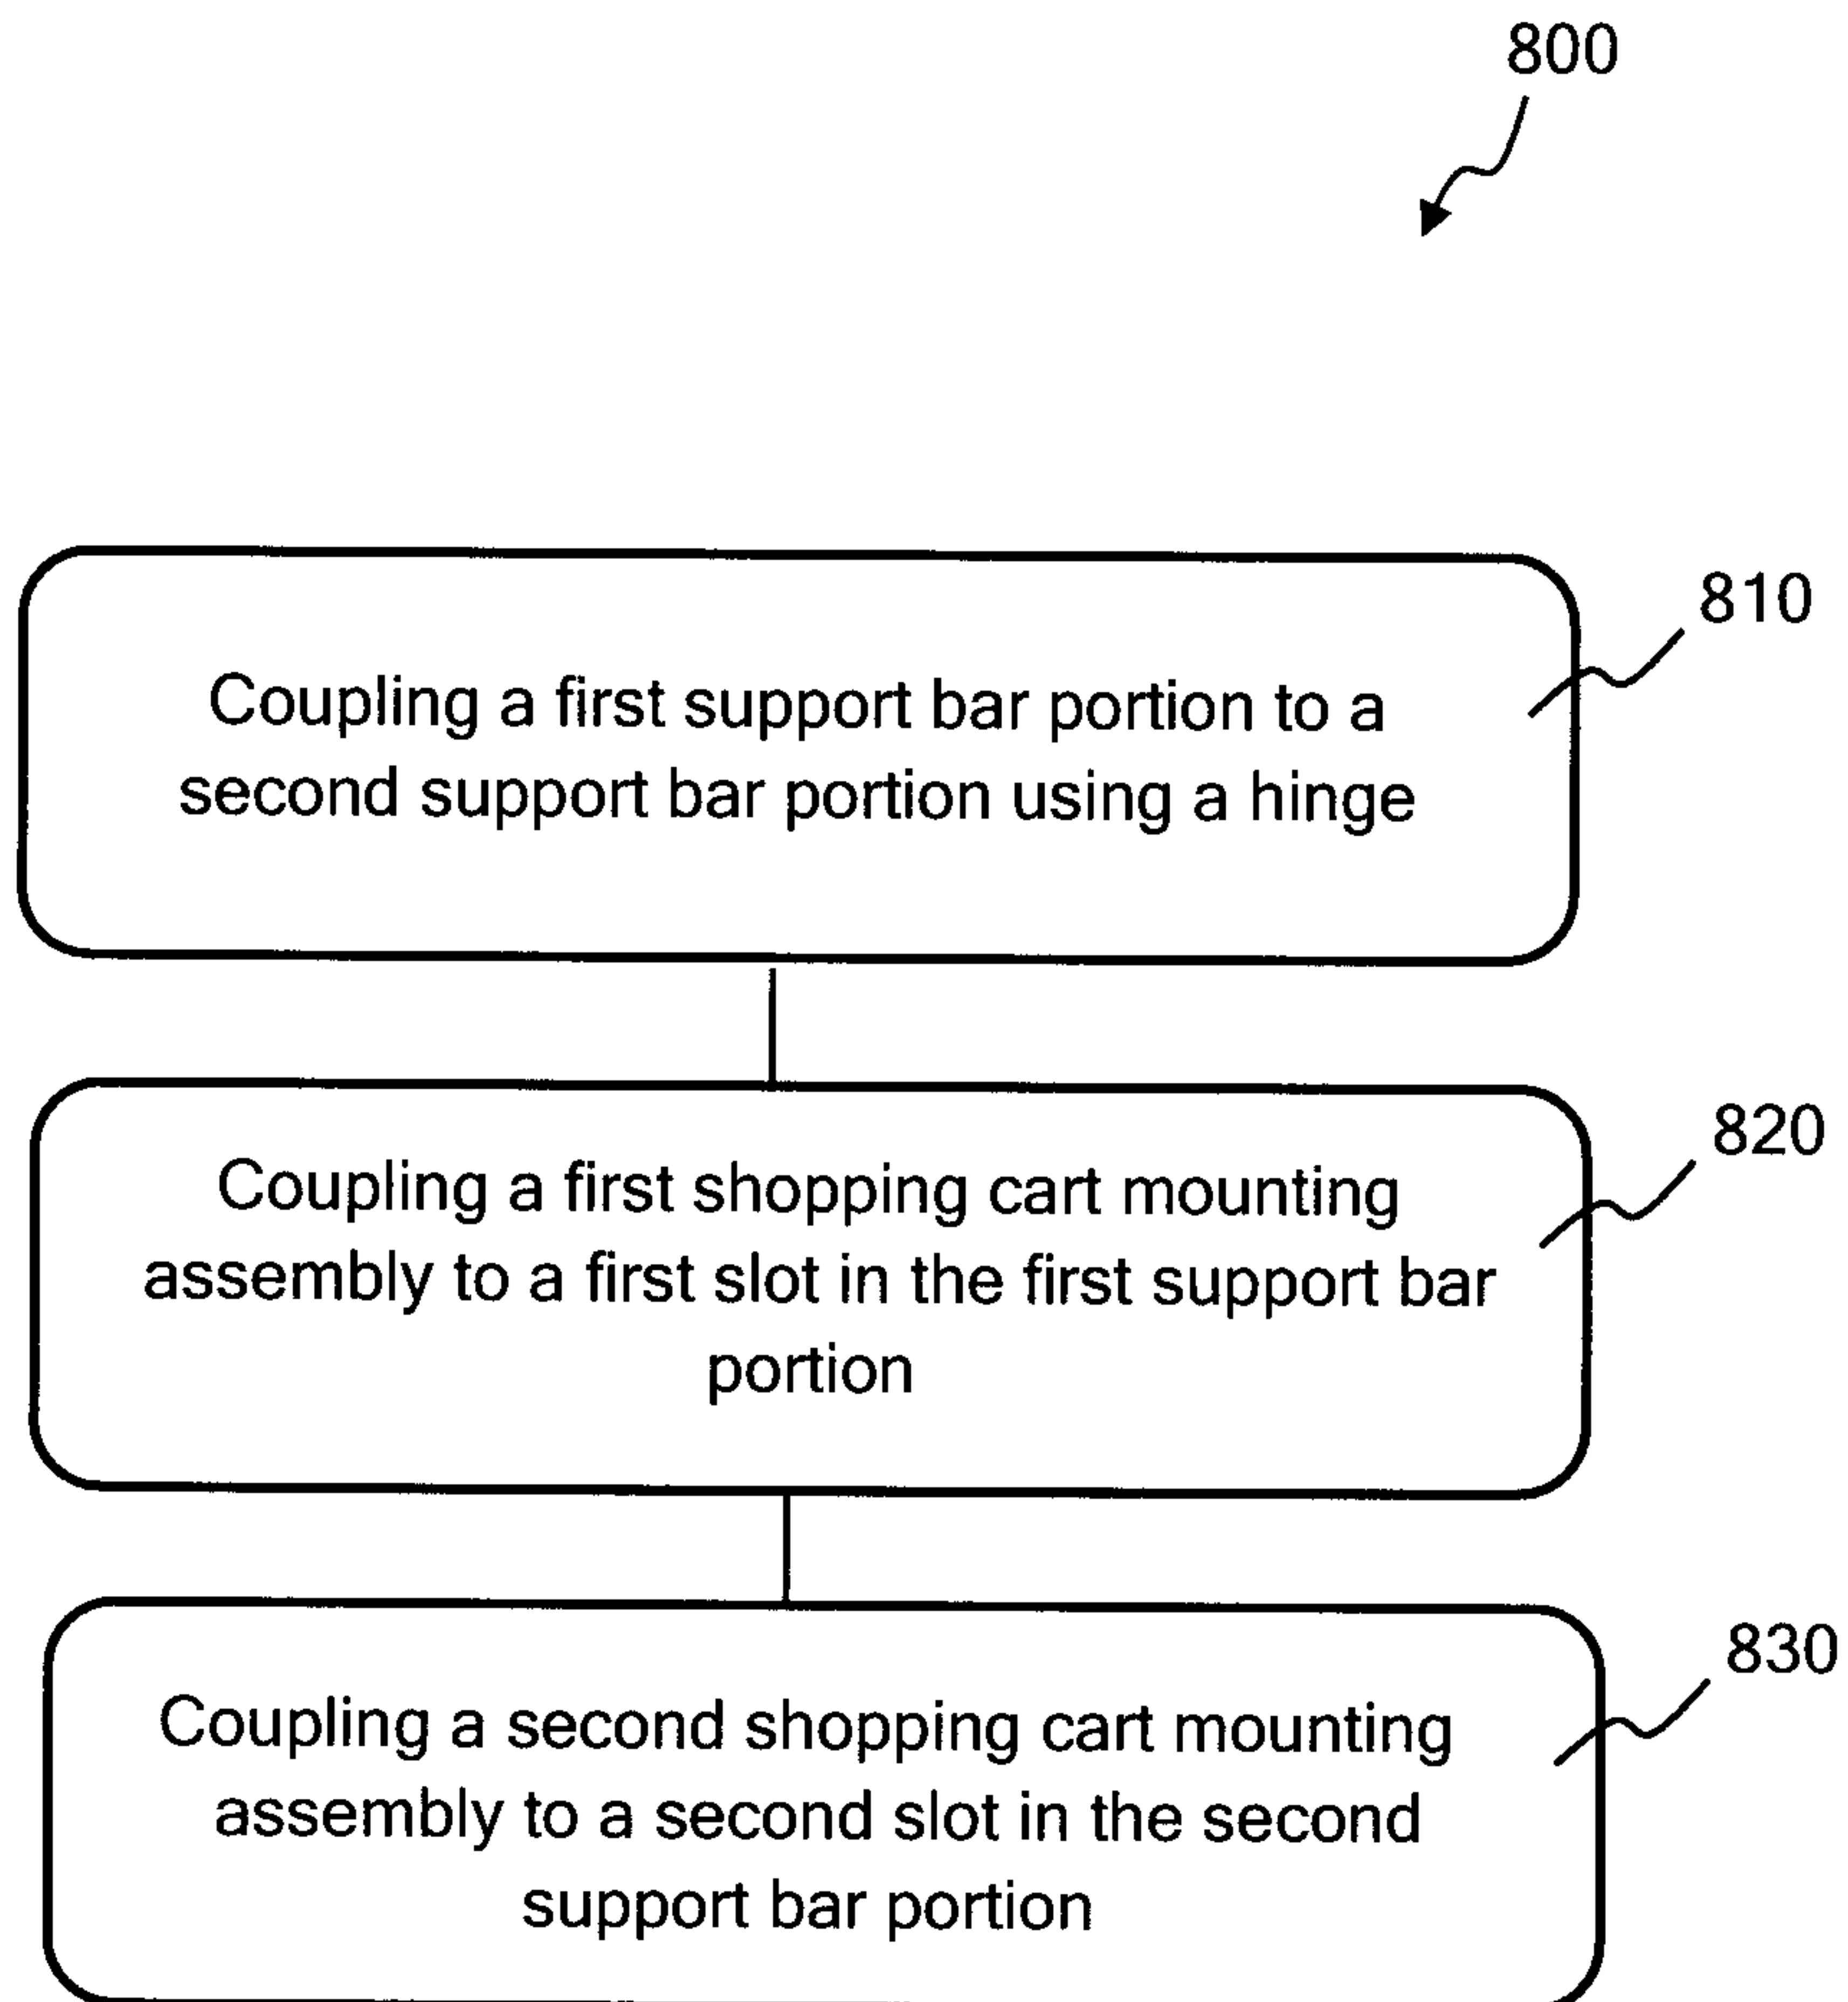 800
810
Coupling a first support bar portion to a
second support bar portion using a hinge
820
Coupling a first shopping cart mounting
assembly to a first slot in the first support bar
portion
830
Coupling a second shopping cart mounting
assembly to a second slot in the second
support bar portion